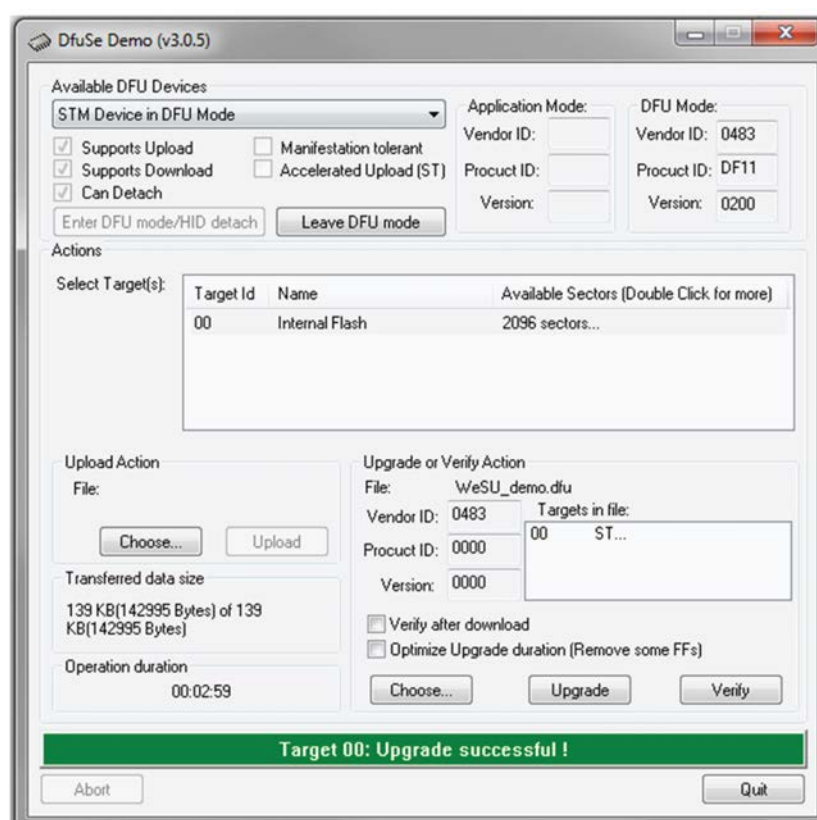 DfuSe Demo (v3.0.5)
Available DFU Devices
STM Device in DFU Mode
Supports Upload
Manifestation tolerant
Supports Download
Accelerated Upload (ST)
Can Detach
Enter DFU mode/HID detach
Leave DFU mode
Application Mode:
Vendor ID:
Procuct ID:
Version:
DFU Mode:
Vendor ID: 0483
Procuct ID: DF11
Version: 0200
Actions
Select Target(s):
Target Id Name Available Sectors (Double Click for more)
00 Internal Flash 2096 sectors...
Upload Action
File:
Choose... Upload
Transferred data size
139 KB(142995 Bytes) of 139
KB(142995 Bytes)
Operation duration
00:02:59
Upgrade or Verify Action
File: WeSU_demo.dfu
Vendor ID: 0483
Procuct ID: 0000
Version: 0000
Targets in file:
00 ST...
Verify after download
Optimize Upgrade duration (Remove some FFs)
Choose... Upgrade Verify
Target 00: Upgrade successful !
Abort Quit